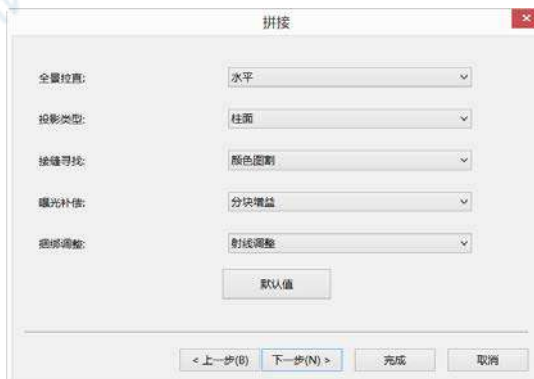 拼接
全景拉直: 水平
投影类型: 柱面
接缝寻找: 颜色图割
曝光补偿: 分块增益
捆绑调整: 射线调整
默认值
< 上一步(B) 下一步(N) > 完成 取消